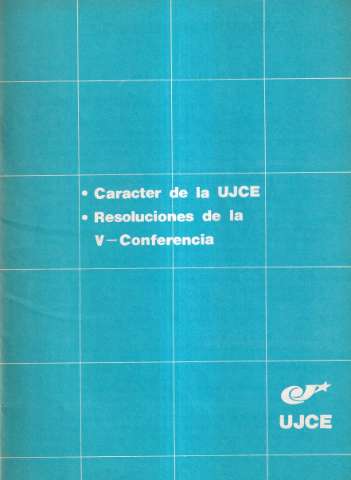 • Caracter de la UJCE
• Resoluciones de la
V-Conferencia
UJCE